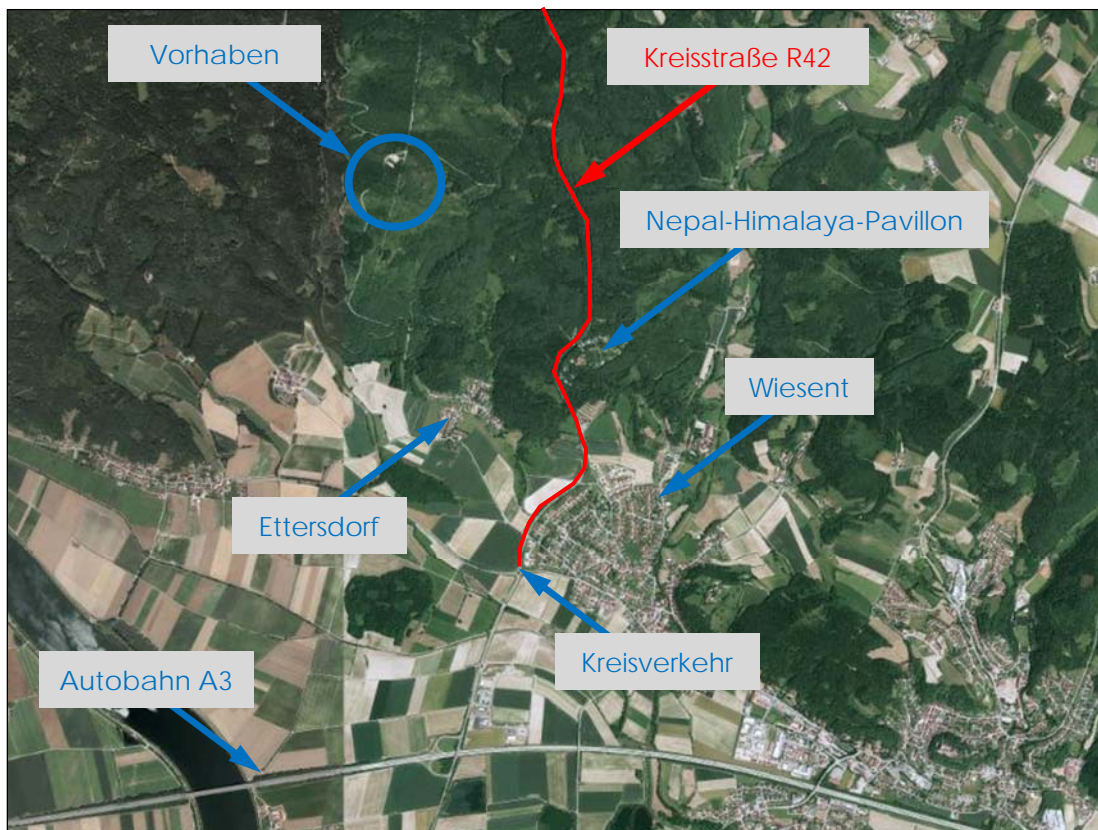 Vorhaben
Kreisstraße R42
Nepal-Himalaya-Pavillon
Wiesent
Ettersdorf
Kreisverkehr
Autobahn A3